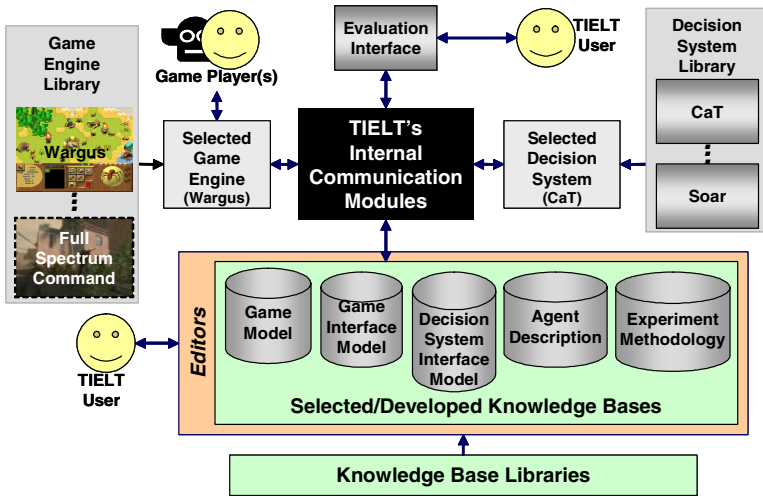 Game
Engine
Library
Wargus
Full
Spectrum
Command
Game Player(s)
Selected
Game
Engine
(Wargus)
Evaluation
Interface
TIELT
User
TIELT's
Internal
Communication
Modules
Selected
Decision
System
(CaT)
Decision
System
Library
CaT
Soar
TIELT
User
Editors
Game
Model
Game
Interface
Model
Decision
System
Interface
Model
Agent
Description
Experiment
Methodology
Selected/Developed Knowledge Bases
Knowledge Base Libraries